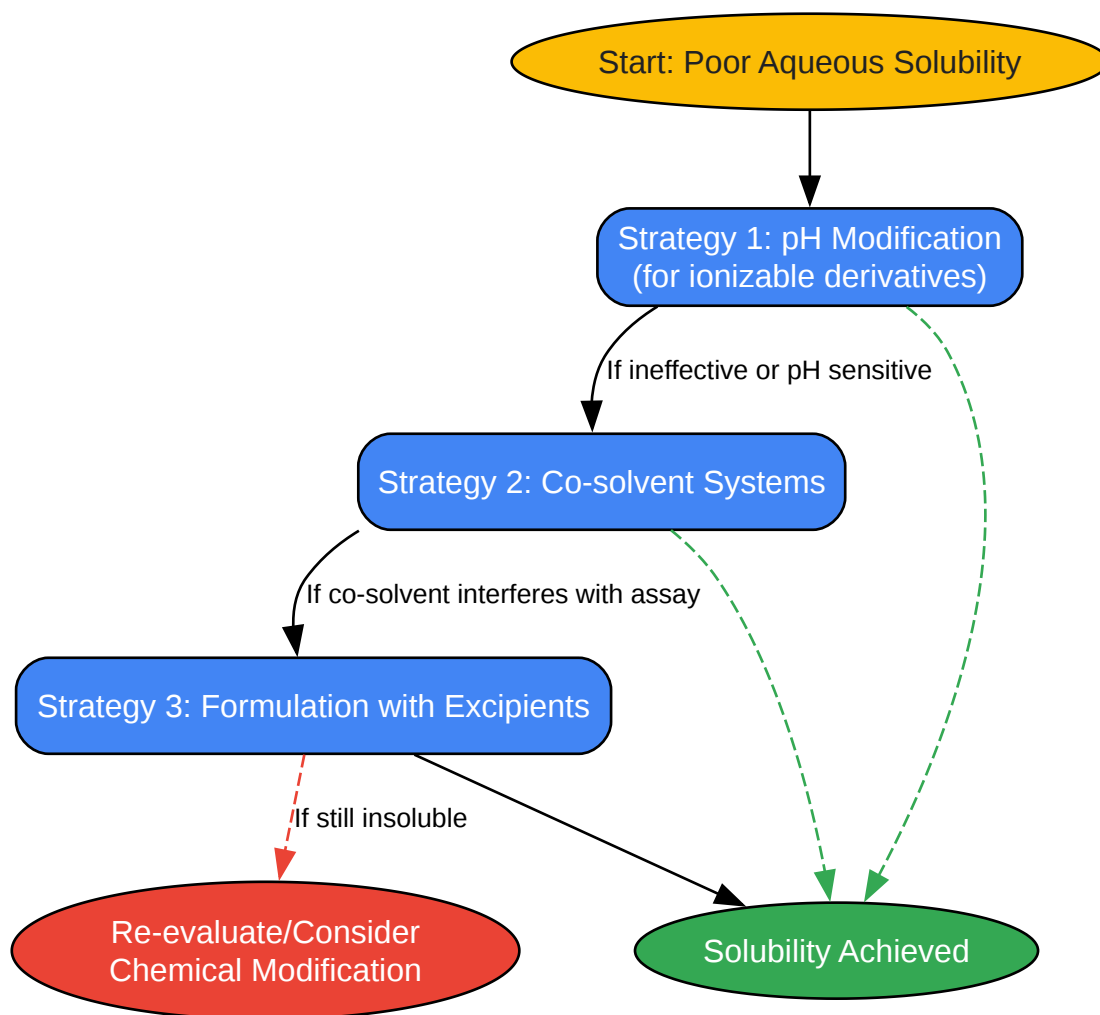 Start: Poor Aqueous Solubility
Strategy 1: pH Modification
(for ionizable derivatives)
If ineffective or pH sensitive
Strategy 2: Co-solvent Systems
If co-solvent interferes with assay
Strategy 3: Formulation with Excipients
If still insoluble
Re-evaluate/Consider
Chemical Modification
Solubility Achieved